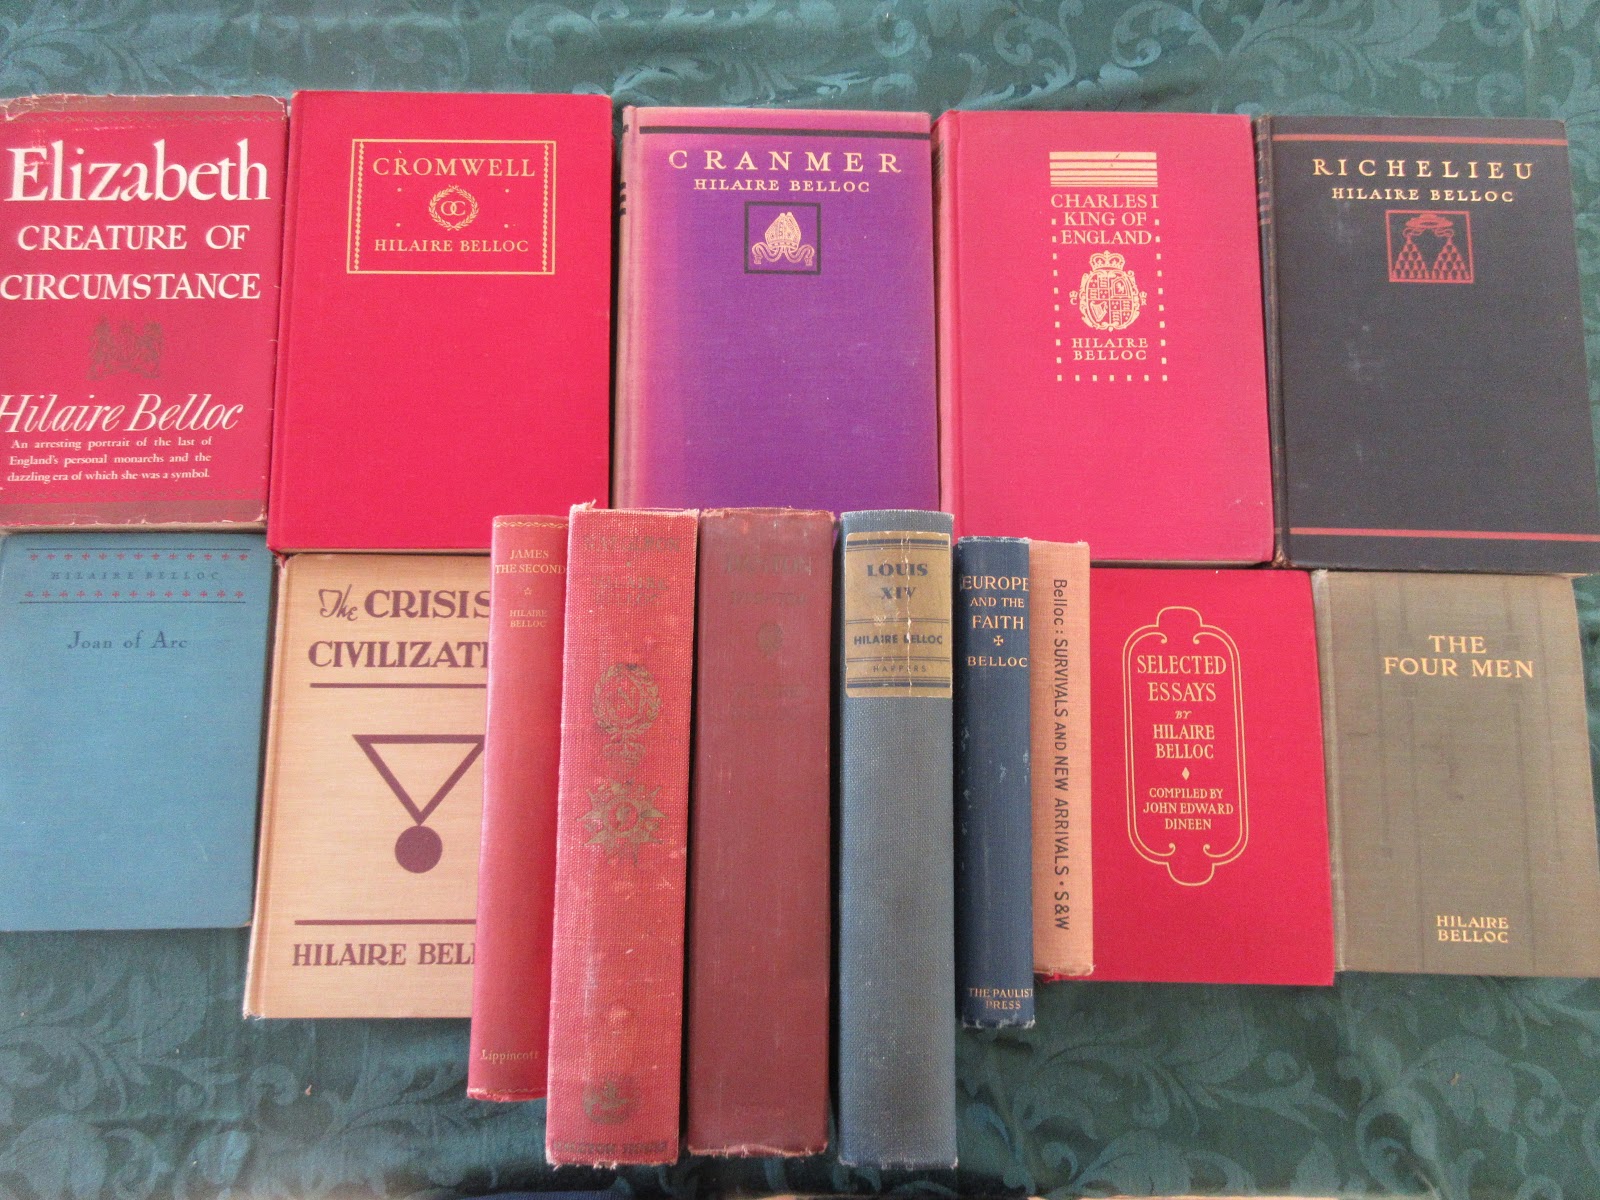 Elizabeth
CREATURE OF
CIRCUMSTANCE
Hilaire Belloc
An arresting portrait of the last of
England's personal monarchs and the
dazzling era of which she was a symbol.
CROMWELL
OC
HILAIRE BELLOC
CRANMER
HILAIRE BELLOC
CHARLES I
KING OF
ENGLAND
C R
HILAIRE
BELLOC
RICHELIEU
HILAIRE BELLOC
HILAIRE BELLOC
Joan of Arc
The CRISIS
CIVILIZATI
HILAIRE BEL
JAMES
THE SECOND
HILAIRE
BELLOC
Lippincott
N
LOUIS
XIV
HILAIRE BELLOC
HARPERS
EUROPE
AND THE
FAITH
BELLOC
THE PAULIST
PRESS
Belloc: SURVIVALS AND NEW ARRIVALS · S&W
SELECTED
ESSAYS
BY
HILAIRE
BELLOC
COMPILED BY
JOHN EDWARD
DINEEN
THE
FOUR MEN
HILAIRE
BELLOC